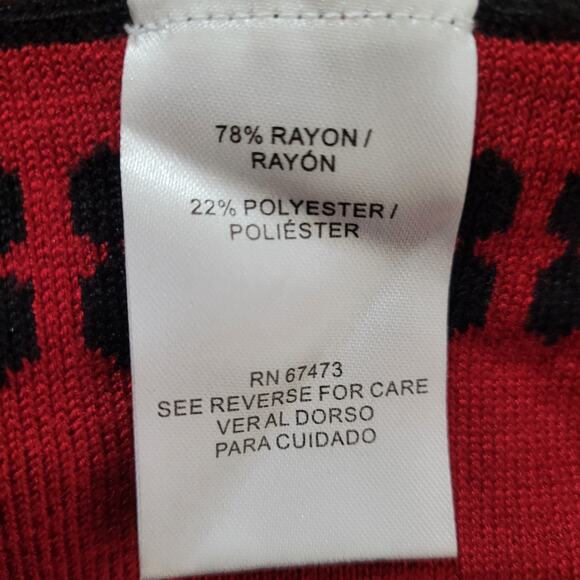 78% RAYON /
RAYÓN
22% POLYESTER /
POLIÉSTER
RN 67473
SEE REVERSE FOR CARE
VER AL DORSO
PARA CUIDADO